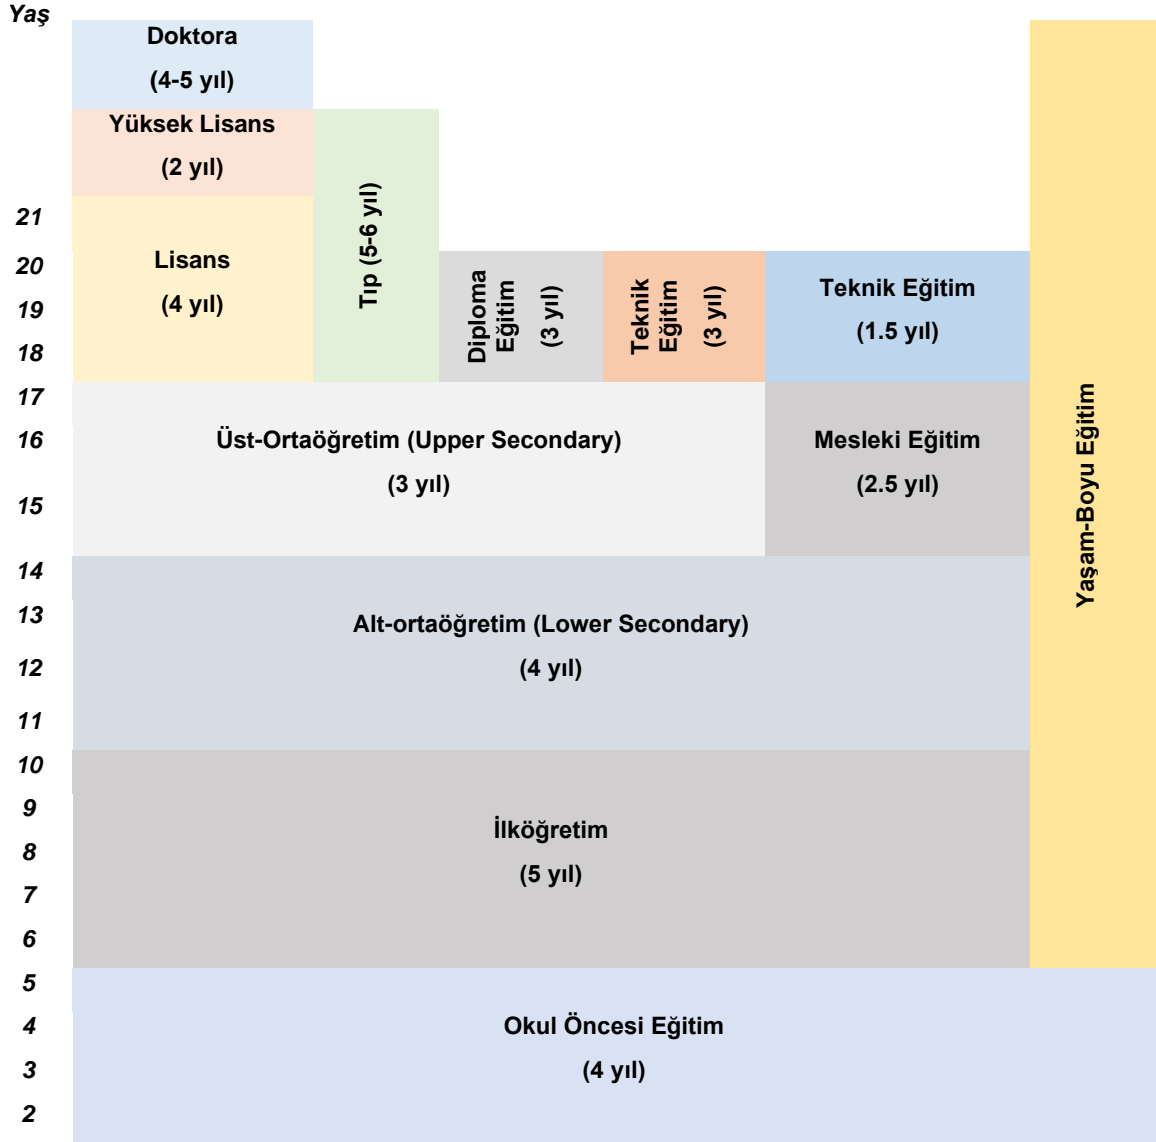 Yaş
Doktora
(4-5 yıl)
Yüksek Lisans
(2 yıl)
Tıp (5-6 yıl)
21
Lisans
(4 yıl)
20
19
18
Diploma
Eğitim
(3 yıl)
Teknik
Eğitim
(3 yıl)
Teknik Eğitim
(1.5 yıl)
Yaşam-Boyu Eğitim
17
16
15
Üst-Ortaöğretim (Upper Secondary)
(3 yıl)
Mesleki Eğitim
(2.5 yıl)
14
13
12
11
Alt-ortaöğretim (Lower Secondary)
(4 yıl)
10
9
8
7
6
İlköğretim
(5 yıl)
5
4
3
2
Okul Öncesi Eğitim
(4 yıl)